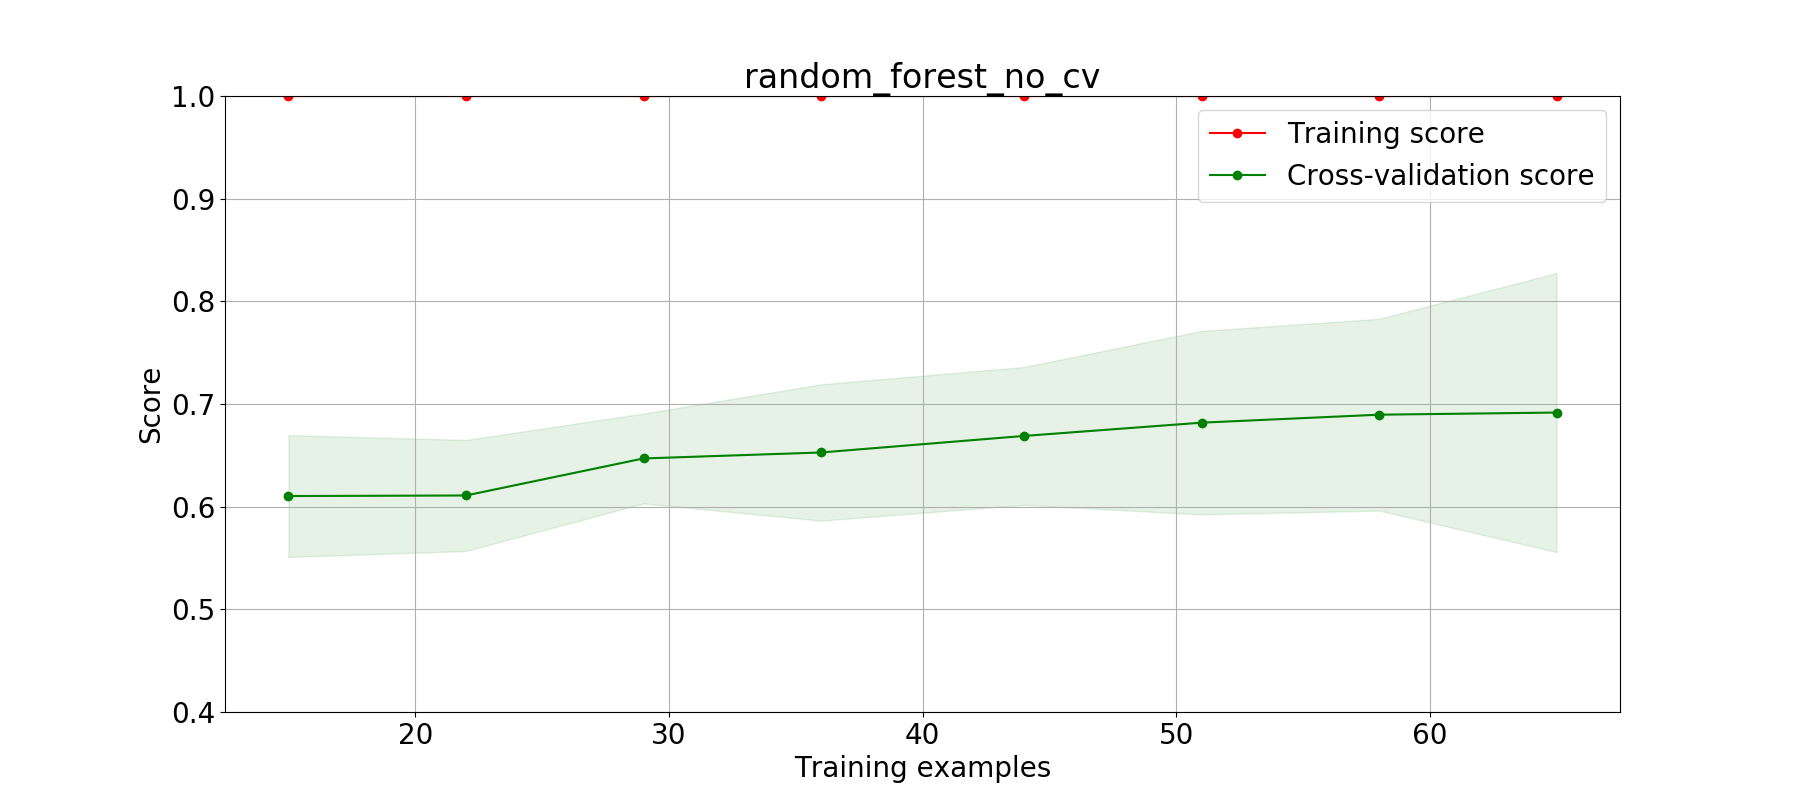 random_forest_no_cv
1.0
0.9
0.8
0.7
0.6
0.5
0.4
Score
Training score
Cross-validation score
20 30 40 50 60
Training examples